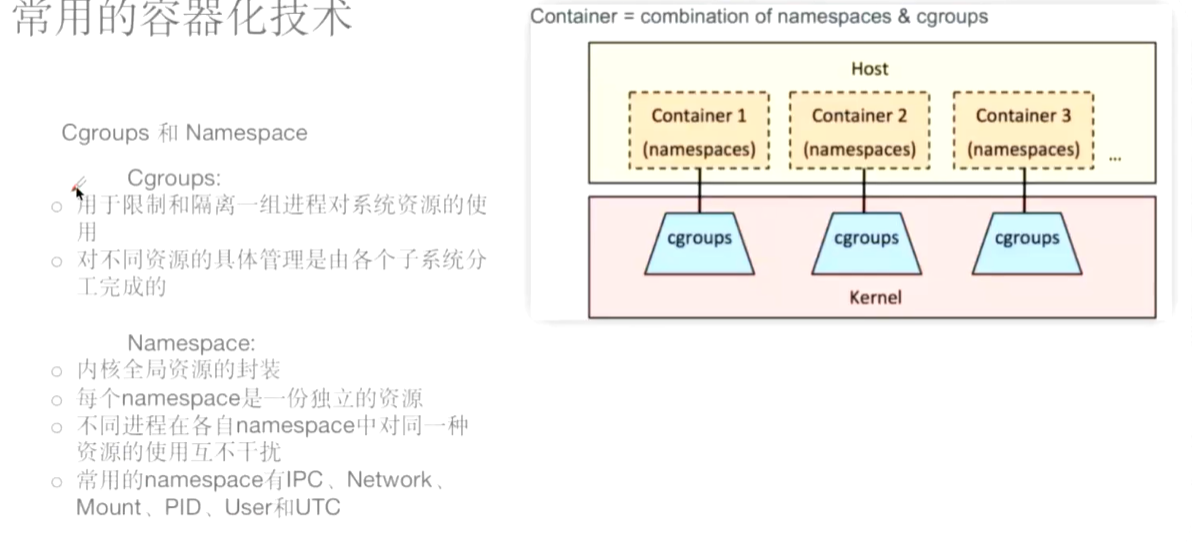 常用的容器化技术
Cgroups 和 Namespace
Cgroups:
用于限制和隔离一组进程对系统资源的使
用
对不同资源的具体管理是由各个子系统分
工完成的
Namespace:
内核全局资源的封装
每个namespace是一份独立的资源
不同进程在各自namespace中对同一种
资源的使用互不干扰
常用的namespace有IPC、Network、
Mount、PID、User和UTC
Container = combination of namespaces & cgroups
Host
Container 1
(namespaces)
Container 2
(namespaces)
Container 3
(namespaces)
...
cgroups
cgroups
cgroups
Kernel